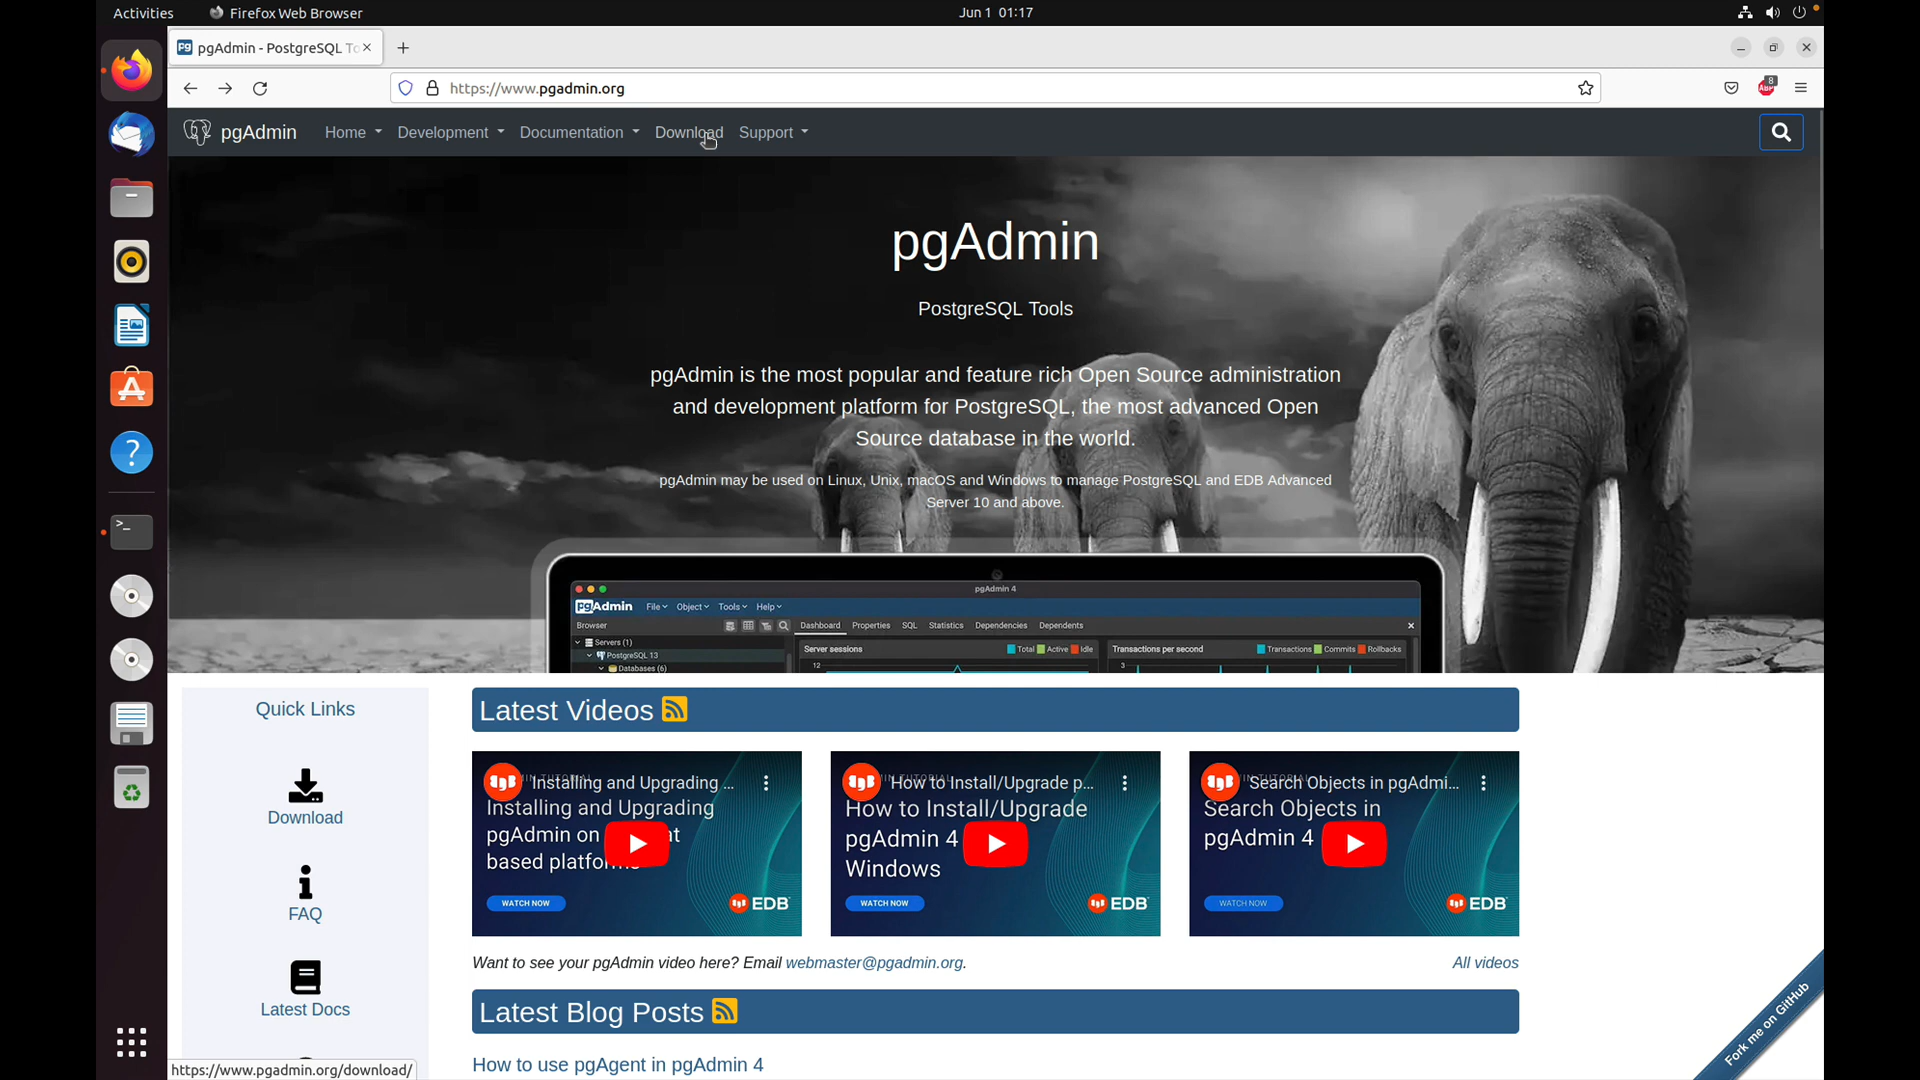 Activities
Firefox Web Browser
Jun 1 01:17
pgAdmin - PostgreSQL To
https://www.pgadmin.org
8
ABP
pgAdmin
Home
Development
Documentation
Download
Support
pgAdmin
PostgreSQL Tools
pgAdmin is the most popular and feature rich Open Source administration
and development platform for PostgreSQL, the most advanced Open
Source database in the world.
pgAdmin may be used on Linux, Unix, macOS and Windows to manage PostgreSQL and EDB Advanced
Server 10 and above.
pgAdmin 4
pgAdmin File Object Tools Help
Browser
Dashboard Properties SQL Statistics Dependencies Dependents
Servers (1)
PostgreSQL 13
Databases (6)
Server sessions
Total Active Idle
12
Transactions per second
Transactions Commits Rollbacks
3
Quick Links
Download
FAQ
Latest Docs
Latest Videos
Installing and Upgrading ...
Installing and Upgrading
pgAdmin on
at
based platfor
WATCH NOW
EDB
How to Install/Upgrade p...
How to Install/Upgrade
pgAdmin 4
Windows
WATCH NOW
EDB
Search Objects in pgAdmi...
Search Objects in
pgAdmin 4
WATCH NOW
EDB
Want to see your pgAdmin video here? Email webmaster@pgadmin.org.
All videos
Latest Blog Posts
How to use pgAgent in pgAdmin 4
Fork me on GitHub
https://www.pgadmin.org/download/